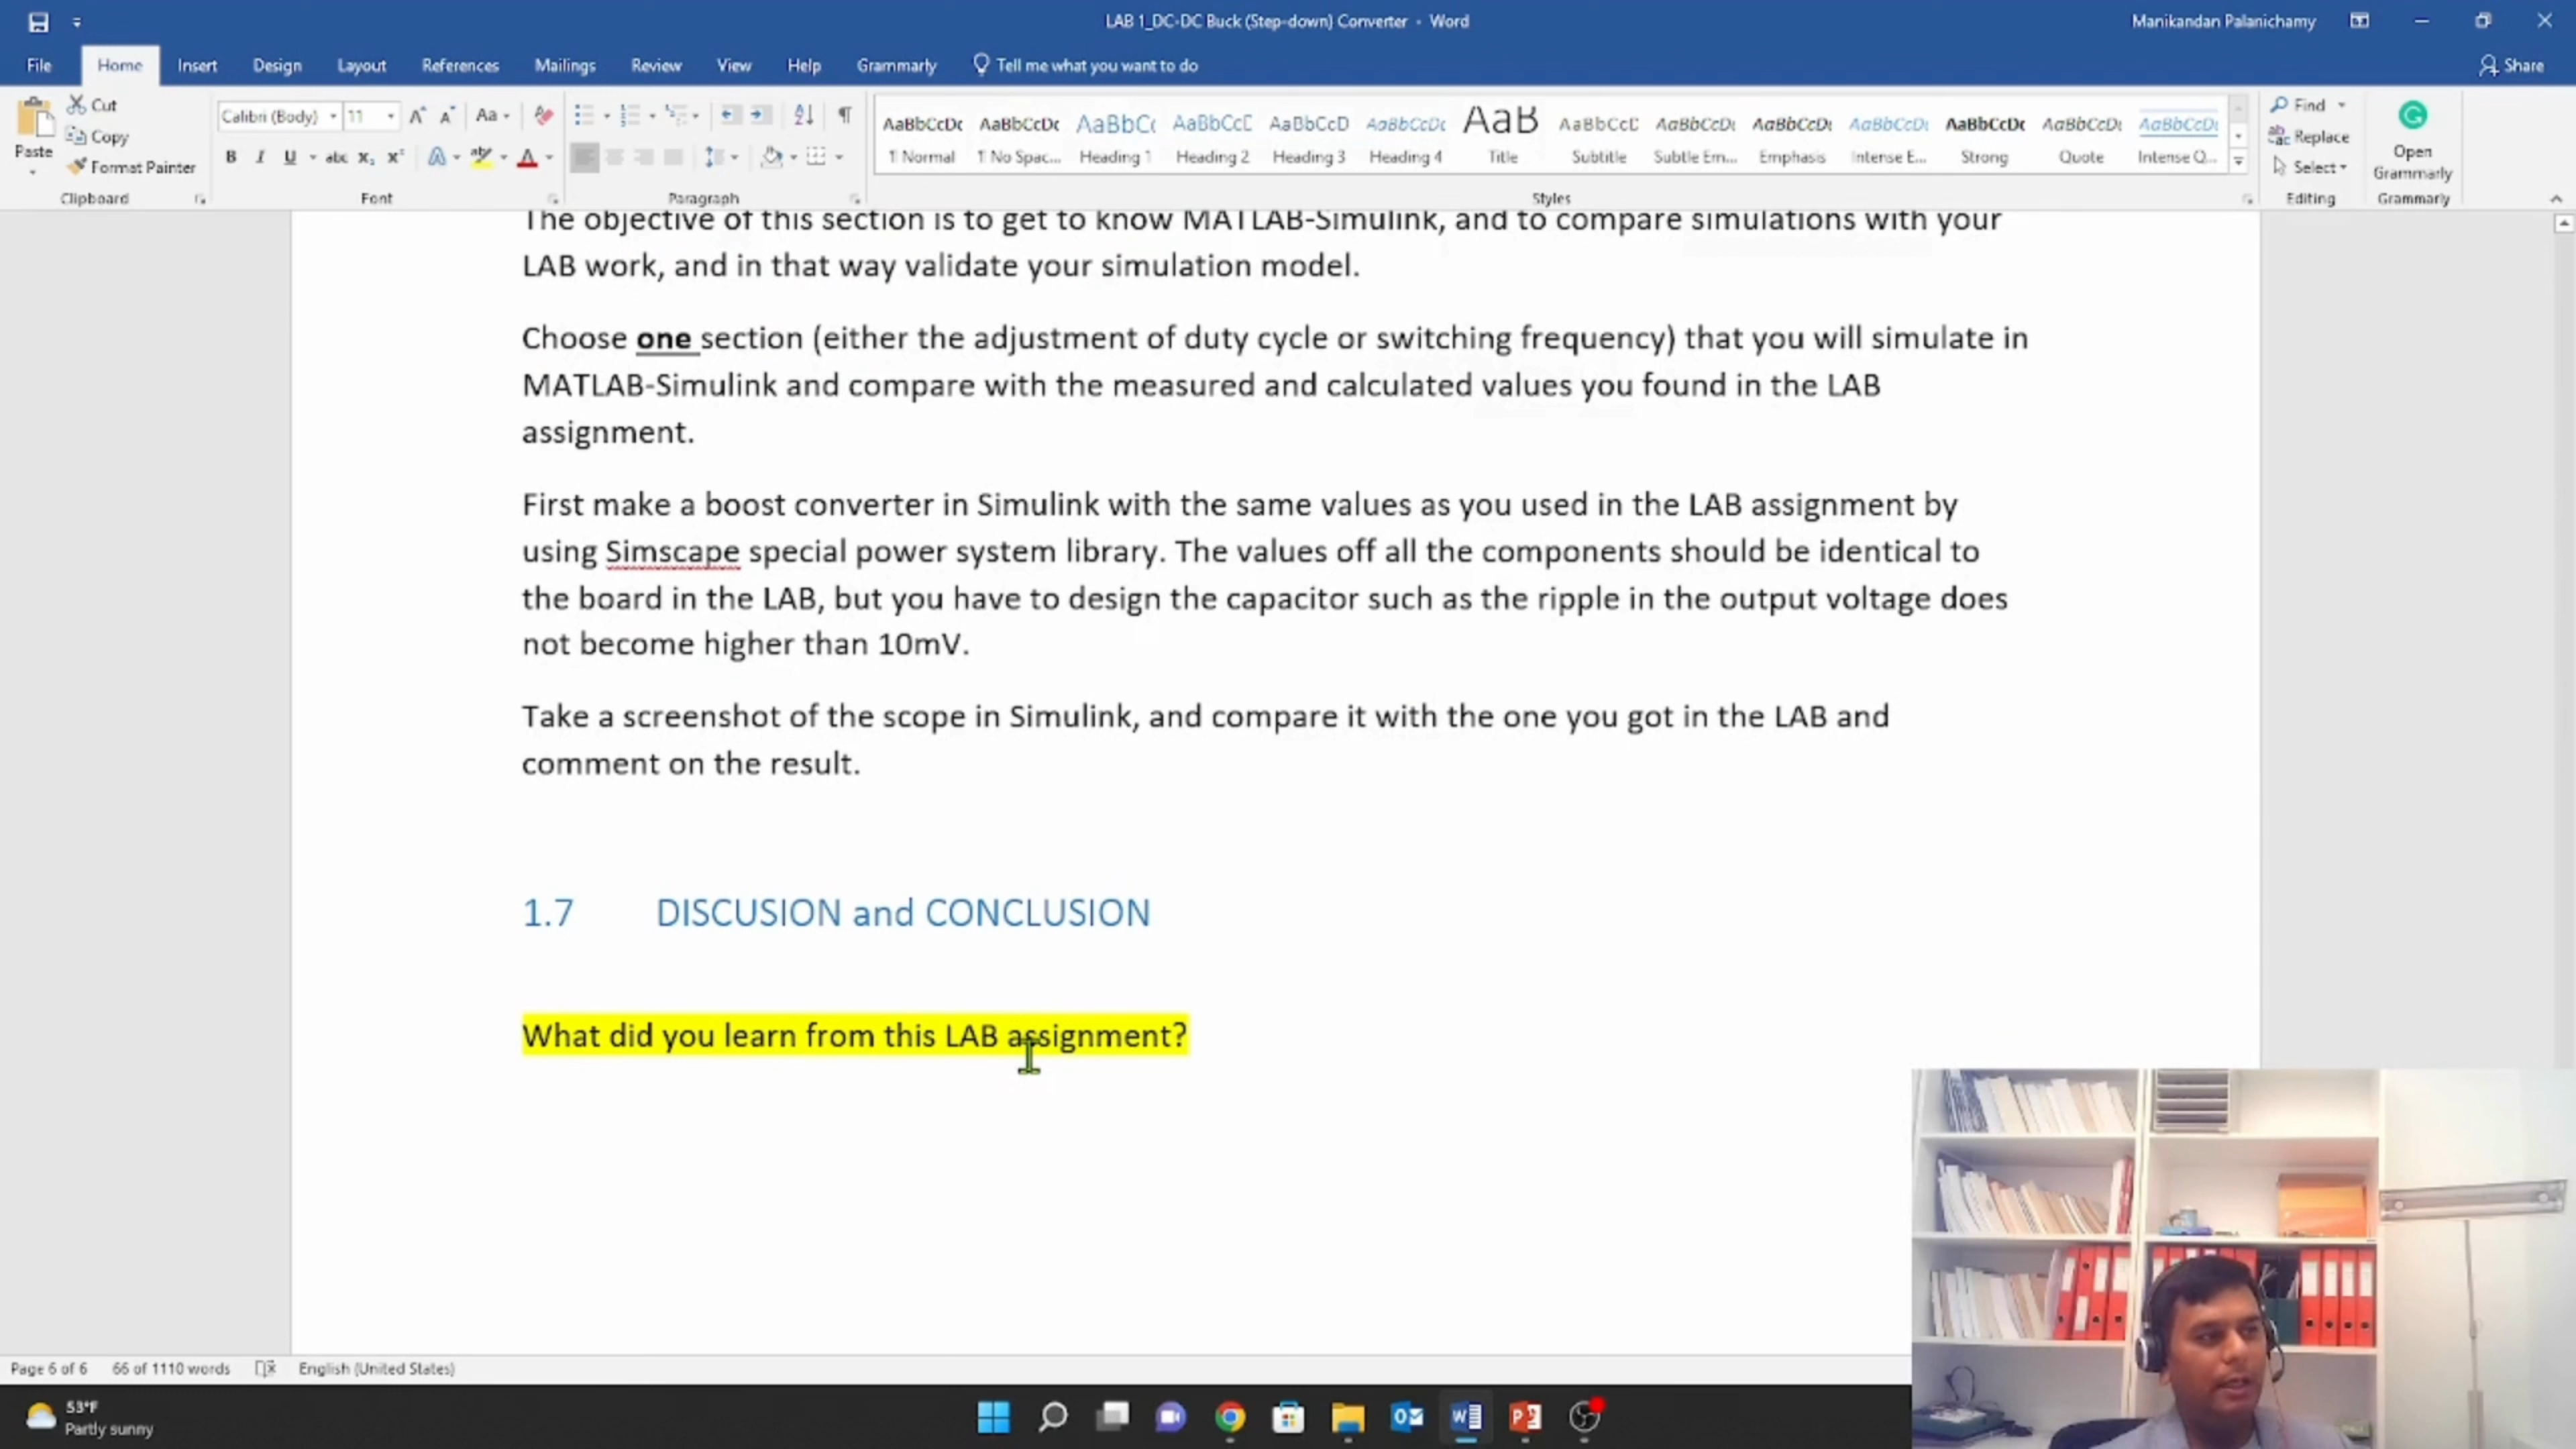 LAB 1_DC-DC Buck (Step-down) Converter - Word
Manikandan Palanichamy
File Home Insert Design Layout References Mailings Review View Help Grammarly Tell me what you want to do Share
Paste
Cut
Copy
Format Painter
Clipboard
Calibri (Body) 11
Font
Paragraph
AaBbCcDc AaBbCcDc AaBbC( AaBbCcC AaBbCcD AaBbCcDc AaB AaBbCcC AaBbCcDt AaBbCcDt AaBbCcDt AaBbCcDc AaBbCcDt AaBbCcDt
¶ Normal ¶ No Spac... Heading 1 Heading 2 Heading 3 Heading 4 Title Subtitle Subtle Em... Emphasis Intense E... Strong Quote Intense Q...
Styles
Find
Replace
Select
Editing
Open
Grammarly
Grammarly
The objective of this section is to get to know MATLAB-Simulink, and to compare simulations with your
LAB work, and in that way validate your simulation model.
Choose one section (either the adjustment of duty cycle or switching frequency) that you will simulate in
MATLAB-Simulink and compare with the measured and calculated values you found in the LAB
assignment.
First make a boost converter in Simulink with the same values as you used in the LAB assignment by
using Simscape special power system library. The values off all the components should be identical to
the board in the LAB, but you have to design the capacitor such as the ripple in the output voltage does
not become higher than 10mV.
Take a screenshot of the scope in Simulink, and compare it with the one you got in the LAB and
comment on the result.
1.7 DISCUSION and CONCLUSION
What did you learn from this LAB assignment?
Page 6 of 6 66 of 1110 words English (United States)
53°F
Partly sunny